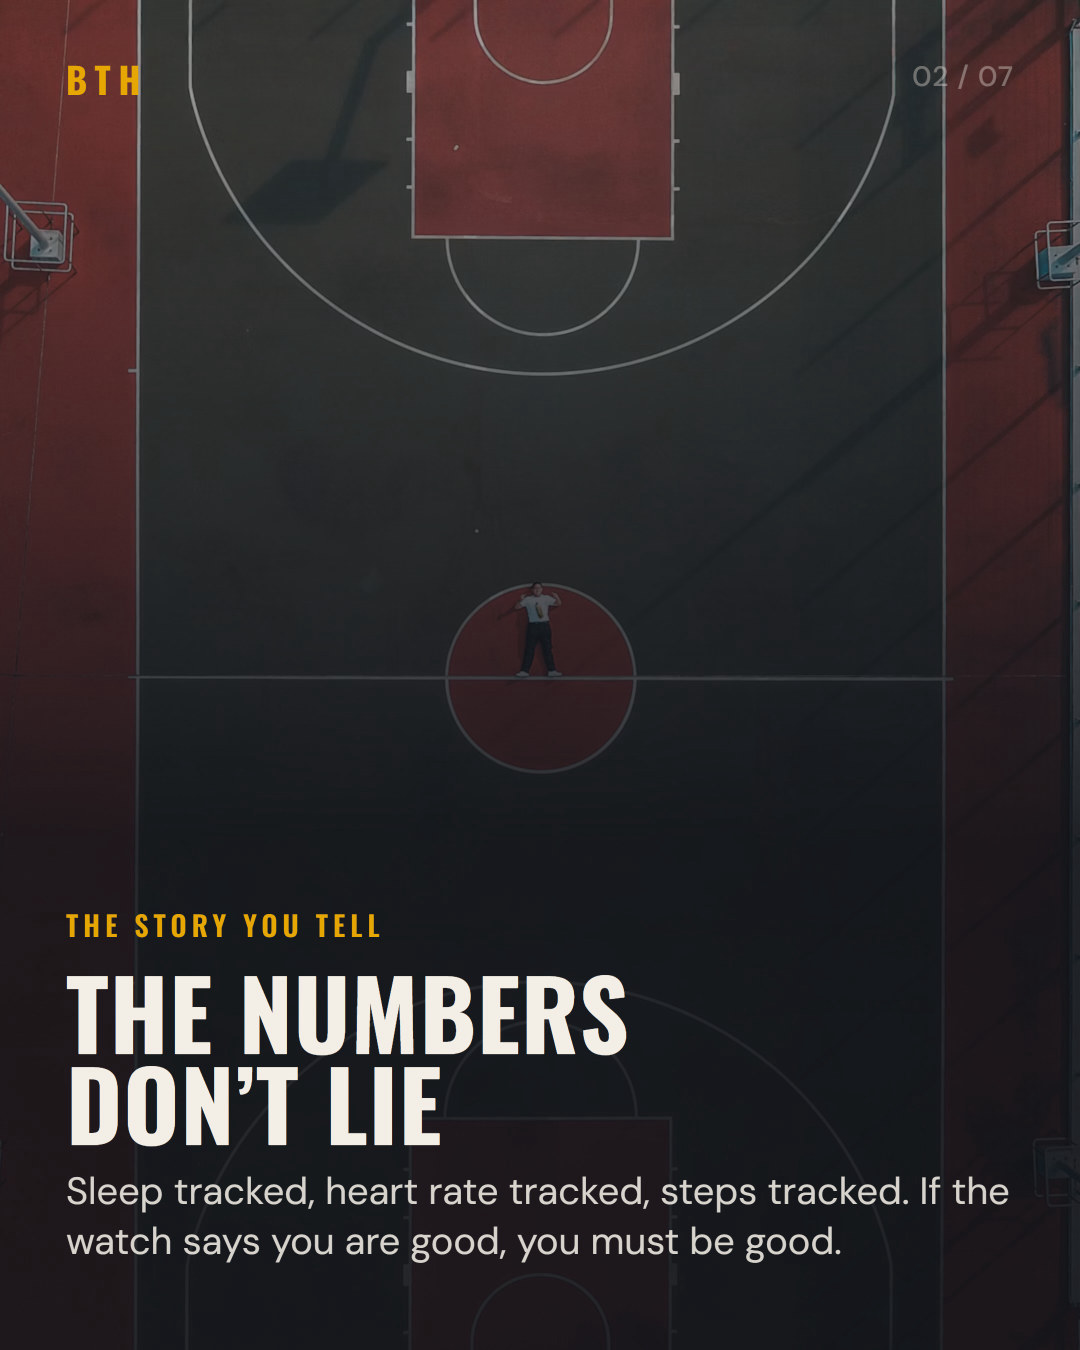 BTH
02 / 07
THE STORY YOU TELL
THE NUMBERS
DON’T LIE
Sleep tracked, heart rate tracked, steps tracked. If the
watch says you are good, you must be good.